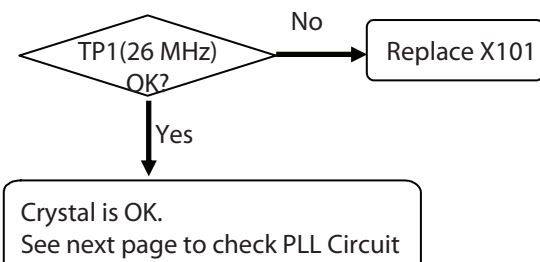 TP1(26 MHz)
OK?
No
Replace X101
Yes
Crystal is OK.
See next page to check PLL Circuit